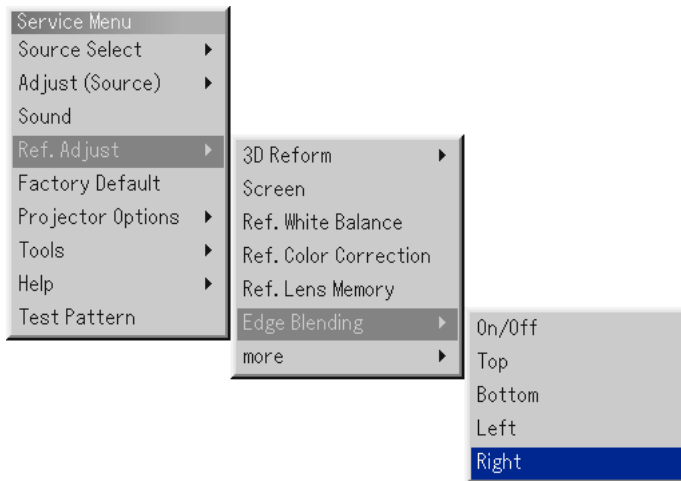 Service Menu
Source Select
Adjust (Source)
Sound
Ref. Adjust
Factory Default
Projector Options
Tools
Help
Test Pattern
3D Reform
Screen
Ref. White Balance
Ref. Color Correction
Ref. Lens Memory
Edge Blending
more
On/Off
Top
Bottom
Left
Right